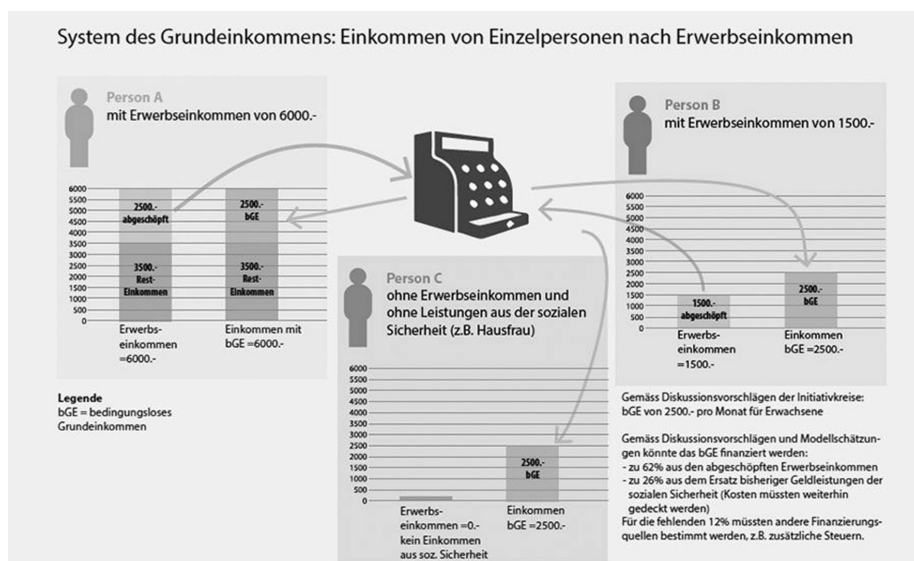 System des Grundeinkommens: Einkommen von Einzelpersonen nach Erwerbseinkommen
Person A
mit Erwerbseinkommen von 6000.-
6000
5500
5000
4500
4000
3500
3000
2500
2000
1500
1000
500
0
2500.-
abgeschöpft
3500.-
Rest-
Einkommen
2500.-
bGE
3500.-
Rest-
Einkommen
Erwerbs-
einkommen
=6000.-
Einkommen mit
bGE =6000.-
Legende
bGE = bedingungsloses
Grundeinkommen
Person C
ohne Erwerbseinkommen und
ohne Leistungen aus der sozialen
Sicherheit (z.B. Hausfrau)
6000
5500
5000
4500
4000
3500
3000
2500
2000
1500
1000
500
0
2500.-
bGE
Erwerbs-
einkommen =0.-
kein Einkommen
aus soz. Sicherheit
Einkommen
bGE =2500.-
Person B
mit Erwerbseinkommen von 1500.-
6000
5500
5000
4500
4000
3500
3000
2500
2000
1500
1000
500
0
1500.-
abgeschöpft
2500.-
bGE
Erwerbs-
einkommen
=1500.-
Einkommen
bGE =2500.-
Gemäss Diskussionsvorschlägen der Initiativkreise:
bGE von 2500.- pro Monat für Erwachsene
Gemäss Diskussionsvorschlägen und Modellschätzun-
gen könnte das bGE finanziert werden:
- zu 62% aus den abgeschöpften Erwerbseinkommen
- zu 26% aus dem Ersatz bisheriger Geldleistungen der
sozialen Sicherheit (Kosten müssten weiterhin
gedeckt werden)
Für die fehlenden 12% müssten andere Finanzierungs-
quellen bestimmt werden, z.B. zusätzliche Steuern.